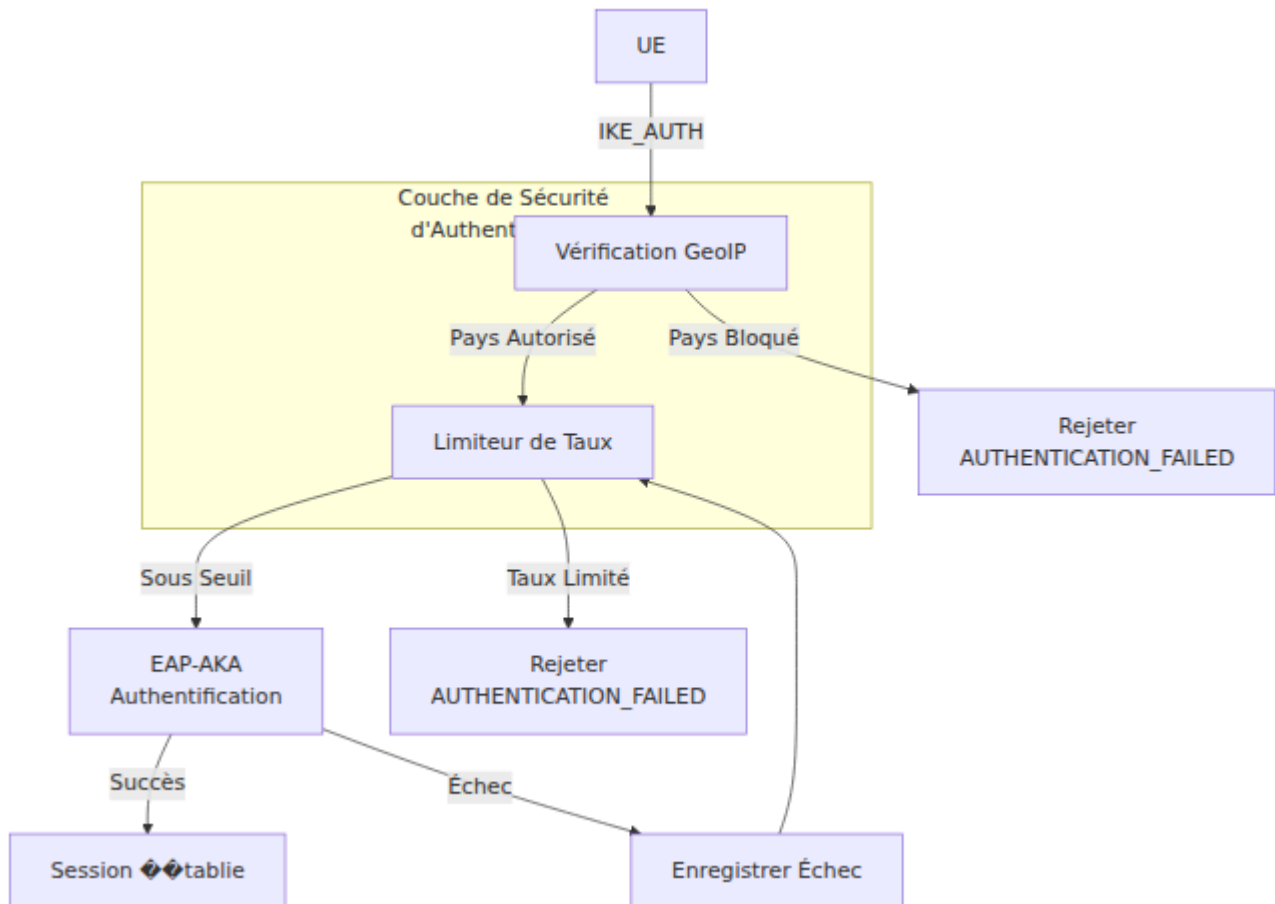 UE
IKE_AUTH
Couche de Sécurité
d'Authent
Vérification GeoIP
Pays Autorisé
Pays Bloqué
Limiteur de Taux
Rejeter
AUTHENTICATION_FAILED
Sous Seuil
Taux Limité
EAP-AKA
Authentification
Rejeter
AUTHENTICATION_FAILED
Succès
Échec
Session ��tablie
Enregistrer Échec